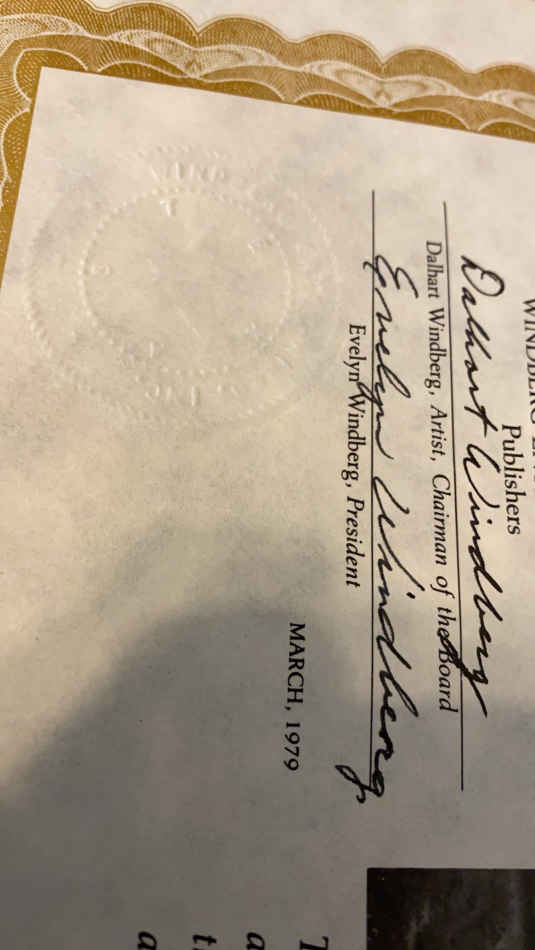 Publishers
Dalhart Windberg
Dalhart Windberg, Artist, Chairman of the Board
Evelyn Windberg
Evelyn Windberg, President
MARCH, 1979